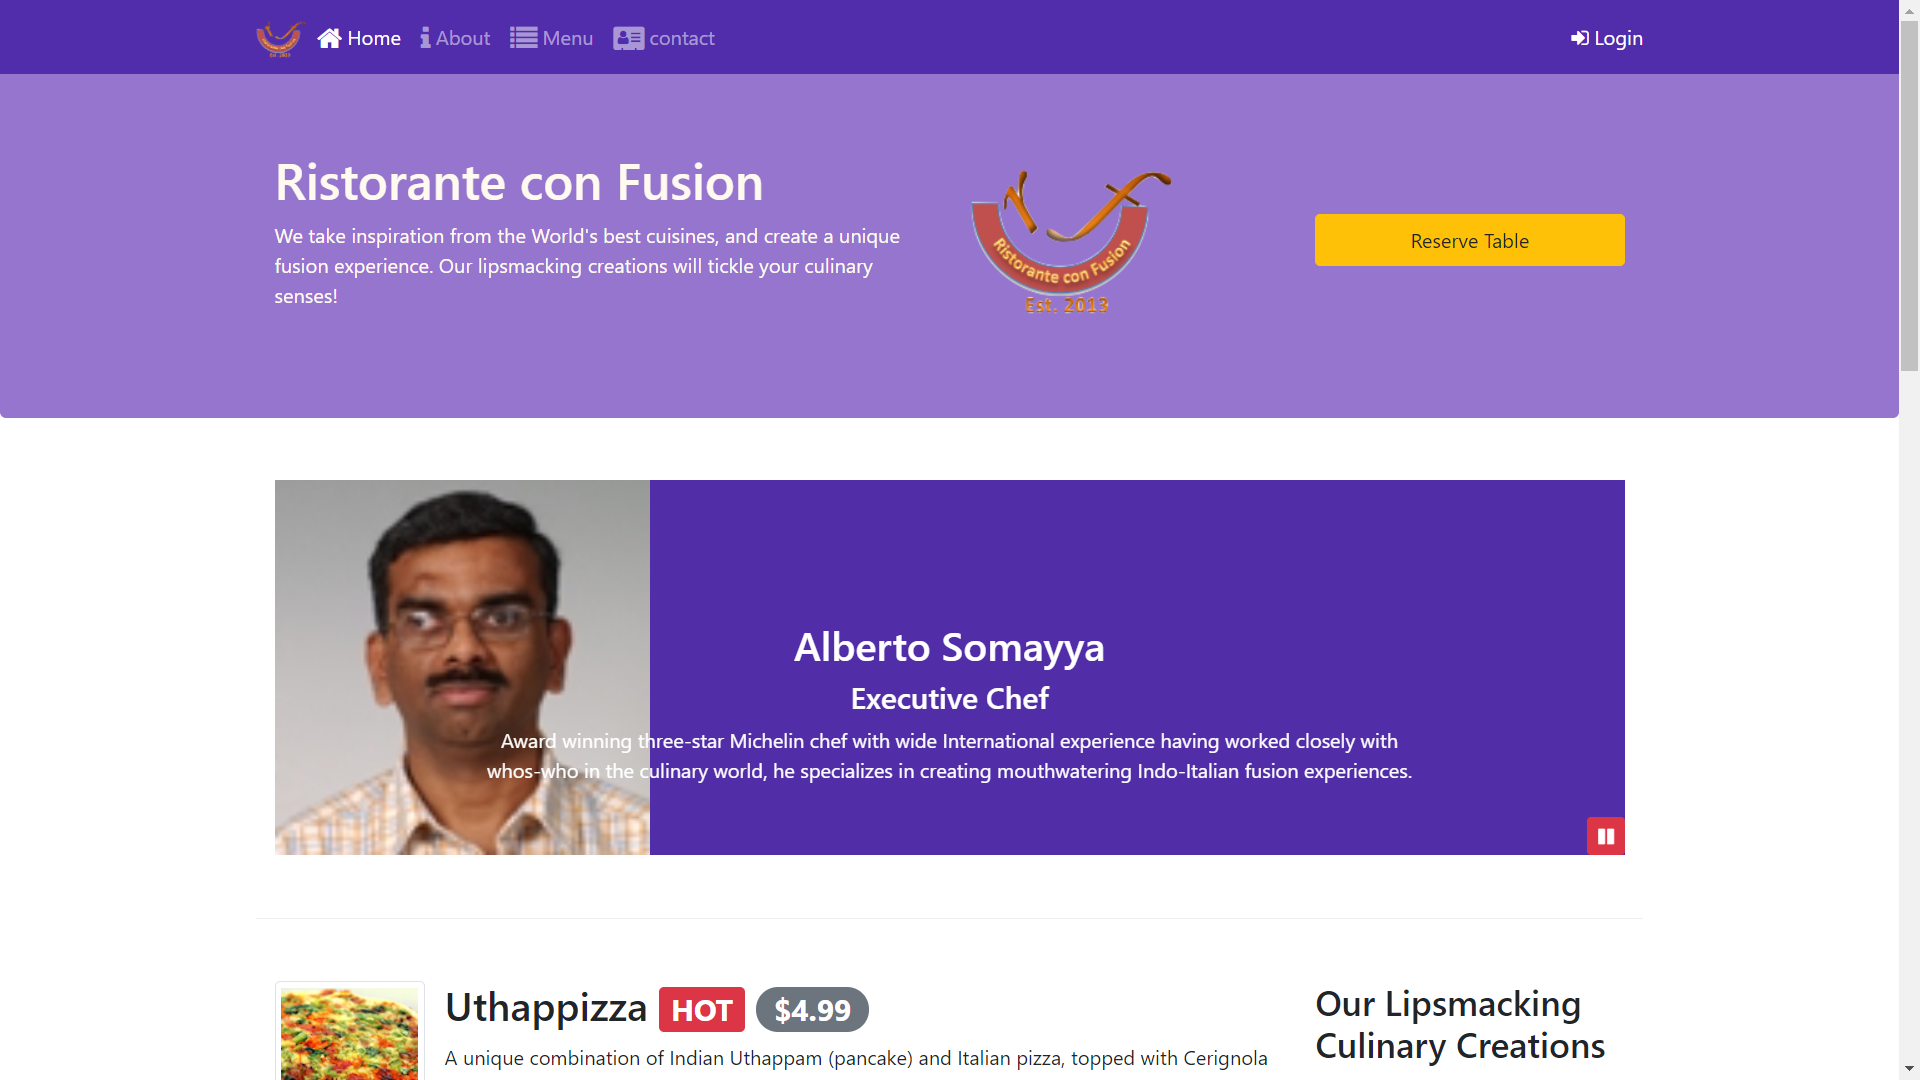 Home About Menu contact Login
Ristorante con Fusion
We take inspiration from the World's best cuisines, and create a unique
fusion experience. Our lipsmacking creations will tickle your culinary
senses!
Ristorante con Fusion
Est. 2013
Reserve Table
Alberto Somayya
Executive Chef
Award winning three-star Michelin chef with wide International experience having worked closely with
whos-who in the culinary world, he specializes in creating mouthwatering Indo-Italian fusion experiences.
Uthappizza HOT $4.99
A unique combination of Indian Uthappam (pancake) and Italian pizza, topped with Cerignola
Our Lipsmacking
Culinary Creations